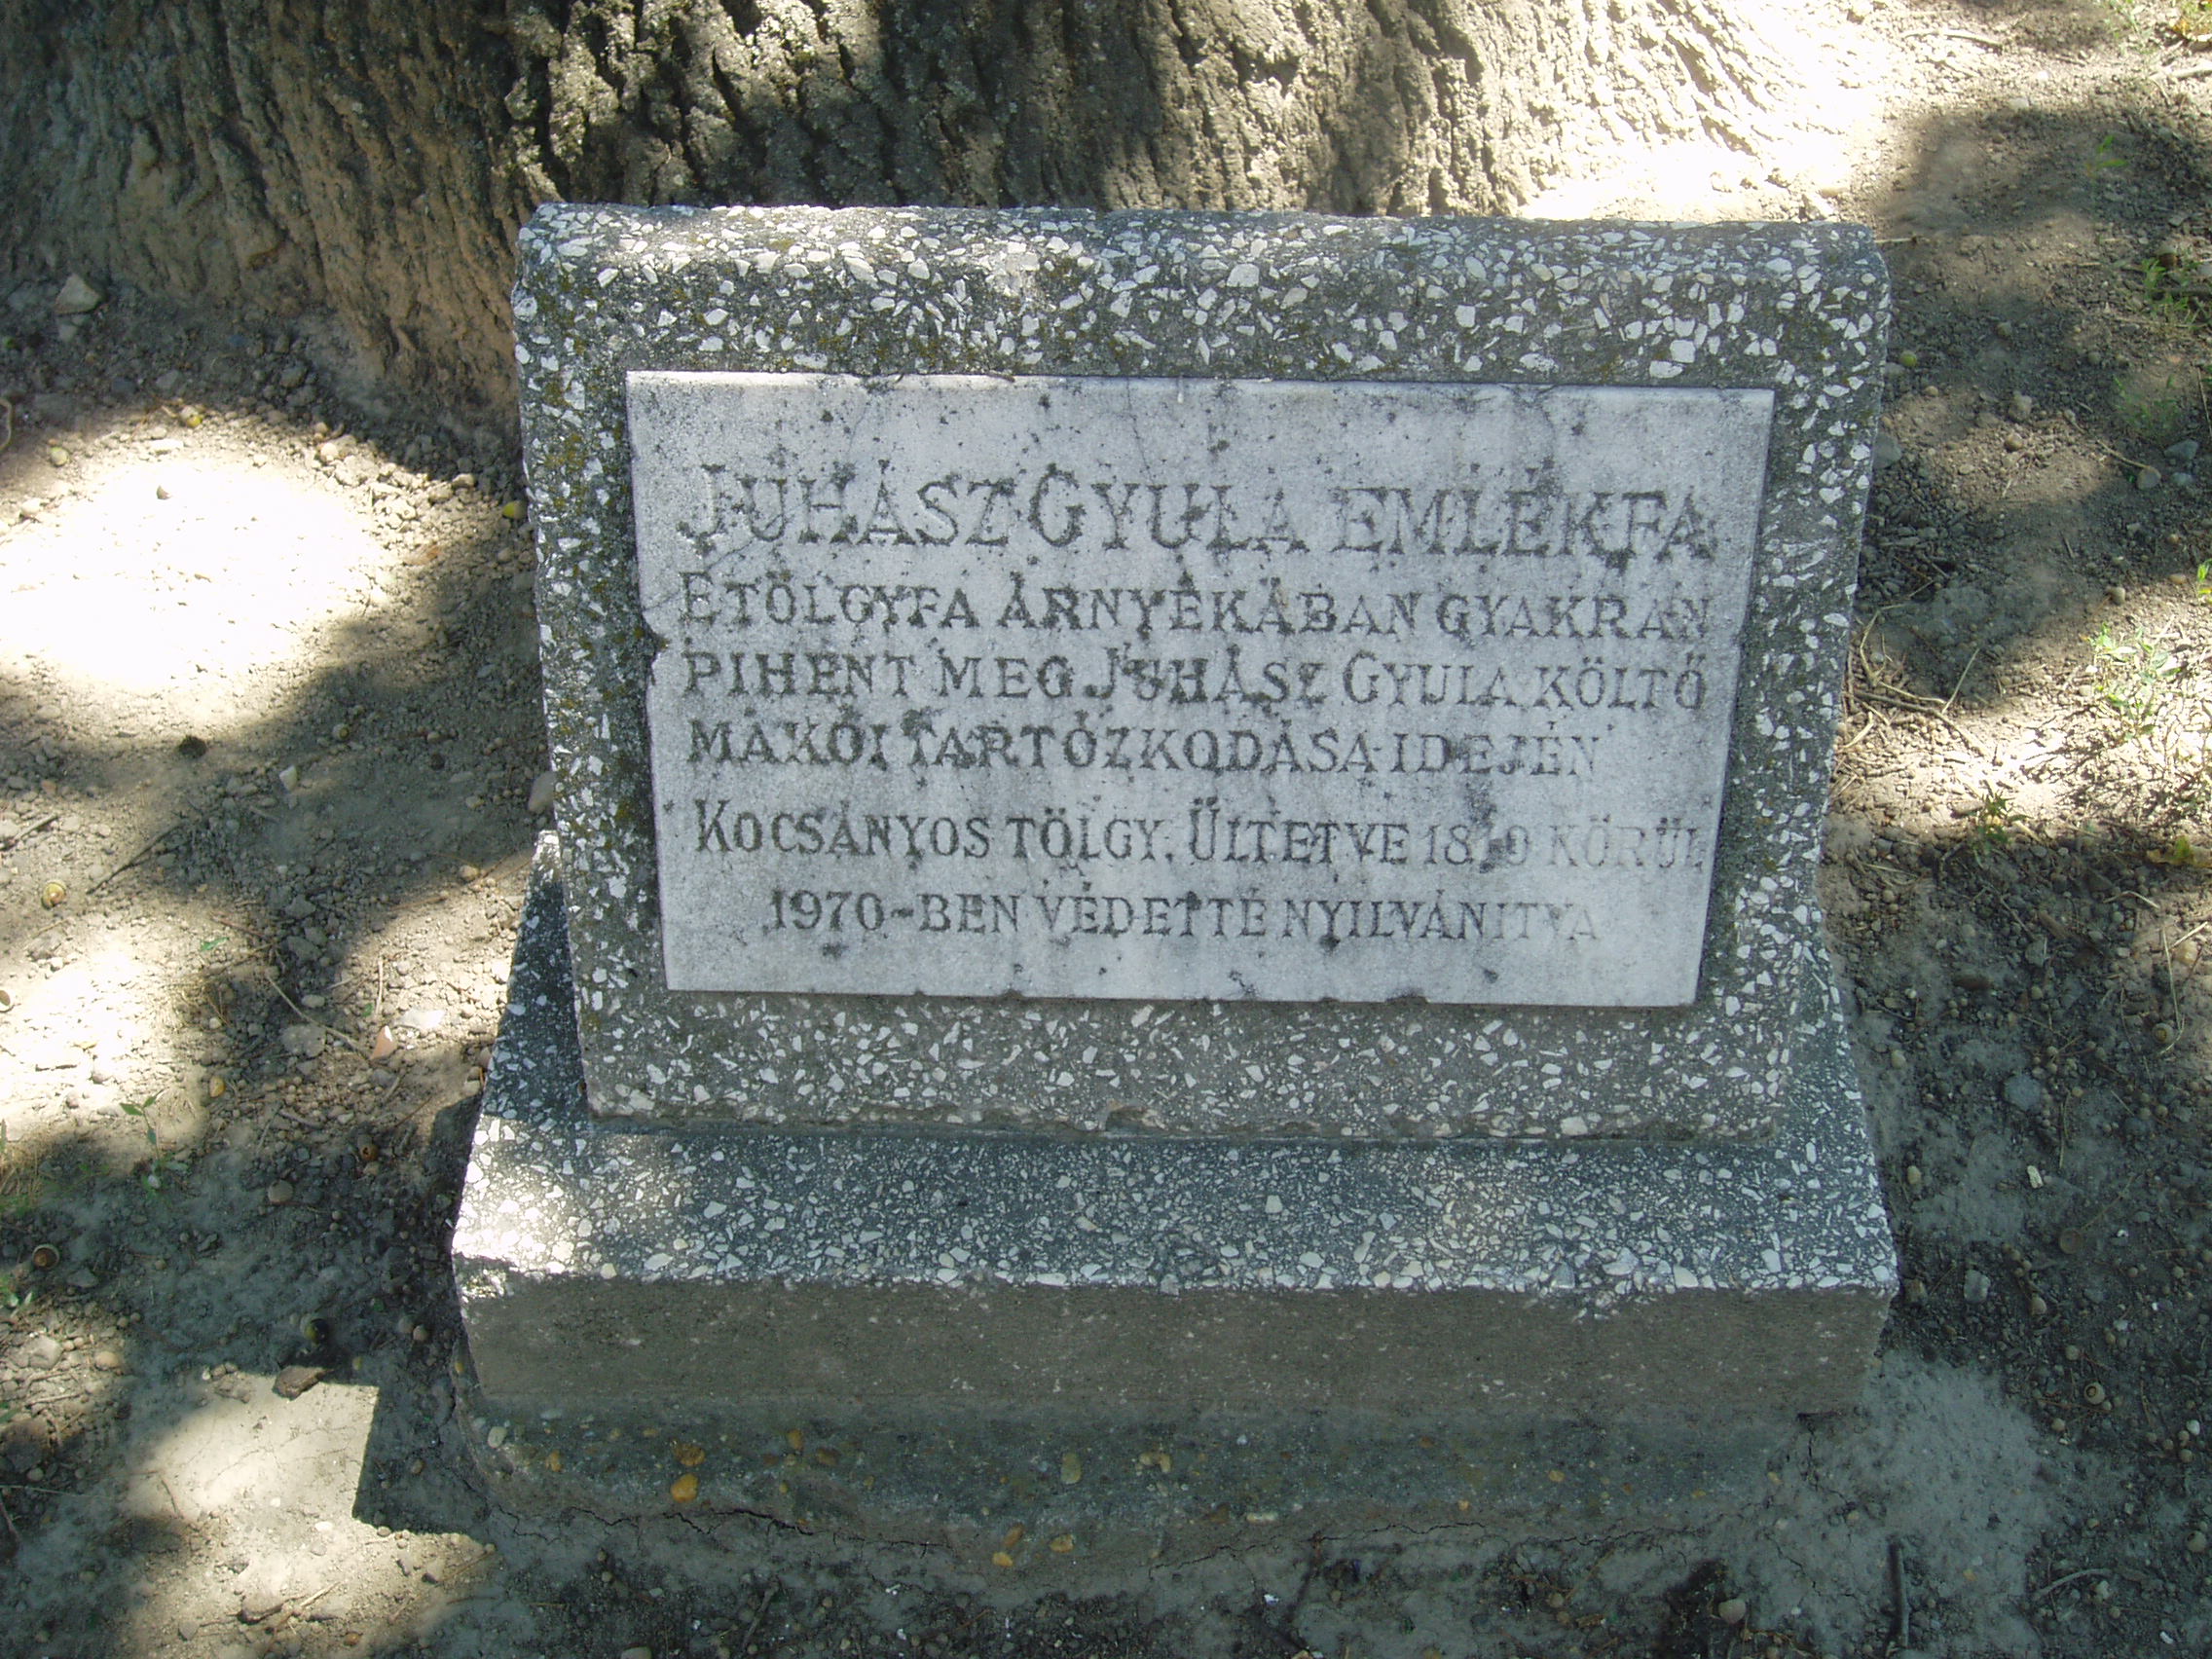 JUHÁSZ GYULA EMLÉKFA
E TÖLGYFA ÁRNYÉKÁBAN GYAKRAN
PIHENT MEG JUHÁSZ GYULA KÖLTŐ
MAKÓI TARTÓZKODÁSA IDEJÉN
KOCSÁNYOS TÖLGY. ÜLTETVE KÖRÜL
1970-BEN VÉDETTÉ NYILVÁNITVA